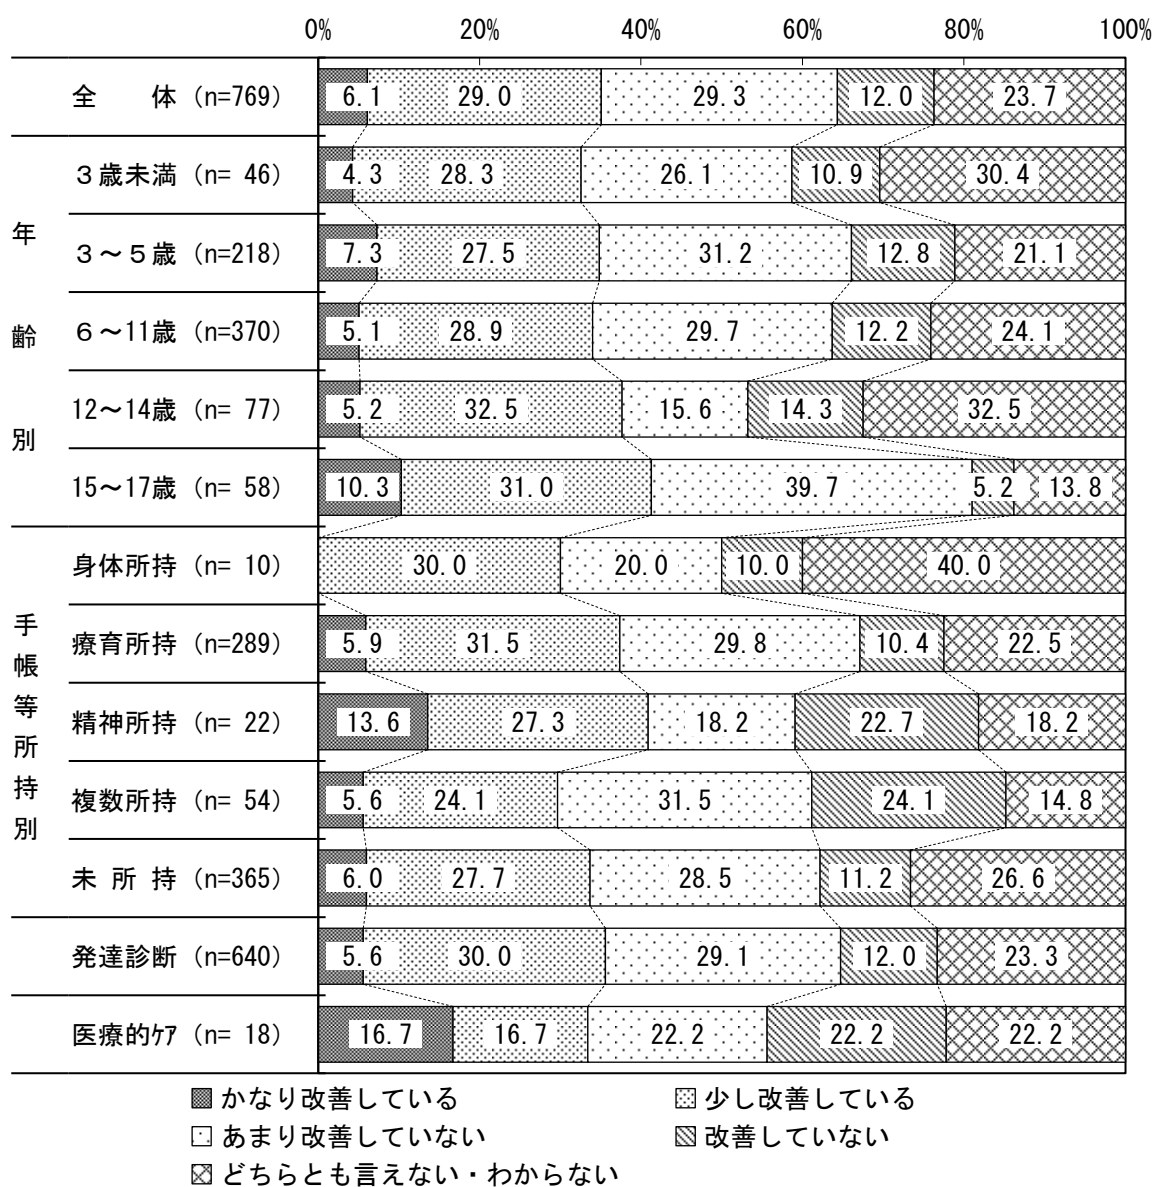 0% 20% 40% 60% 80% 100%
全　体 (n=769) 6.1 29.0 29.3 12.0 23.7
年齢別
３歳未満 (n= 46) 4.3 28.3 26.1 10.9 30.4
３～５歳 (n=218) 7.3 27.5 31.2 12.8 21.1
６～11歳 (n=370) 5.1 28.9 29.7 12.2 24.1
12～14歳 (n= 77) 5.2 32.5 15.6 14.3 32.5
15～17歳 (n= 58) 10.3 31.0 39.7 5.2 13.8
手帳等所持別
身体所持 (n= 10) 30.0 20.0 10.0 40.0
療育所持 (n=289) 5.9 31.5 29.8 10.4 22.5
精神所持 (n= 22) 13.6 27.3 18.2 22.7 18.2
複数所持 (n= 54) 5.6 24.1 31.5 24.1 14.8
未 所 持 (n=365) 6.0 27.7 28.5 11.2 26.6
発達診断 (n=640) 5.6 30.0 29.1 12.0 23.3
医療的ｹｱ (n= 18) 16.7 16.7 22.2 22.2 22.2
かなり改善している 少し改善している
あまり改善していない 改善していない
どちらとも言えない・わからない